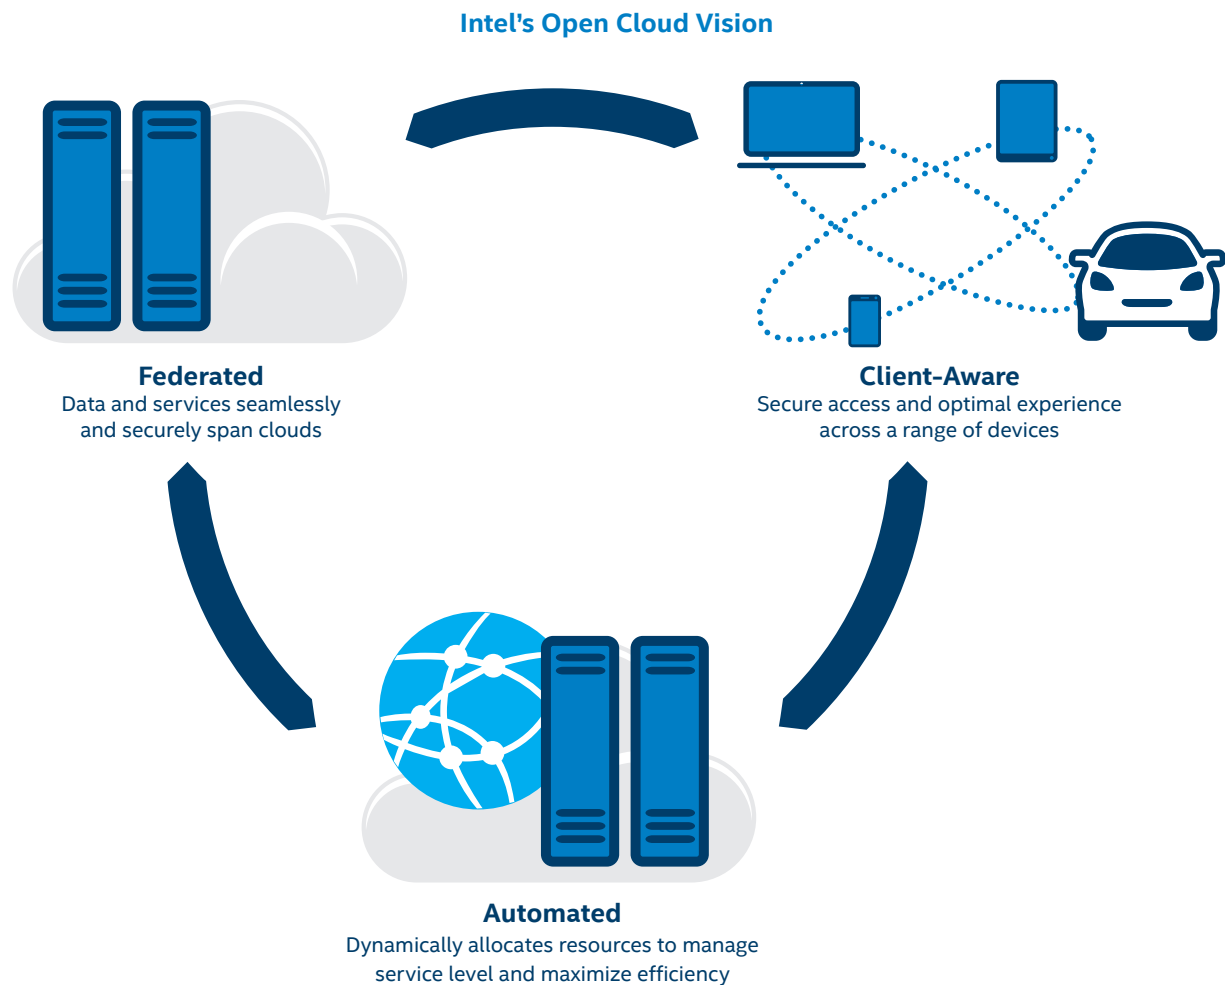 Intel's Open Cloud Vision
Federated
Data and services seamlessly
and securely span clouds
Client-Aware
Secure access and optimal experience
across a range of devices
Automated
Dynamically allocates resources to manage
service level and maximize efficiency